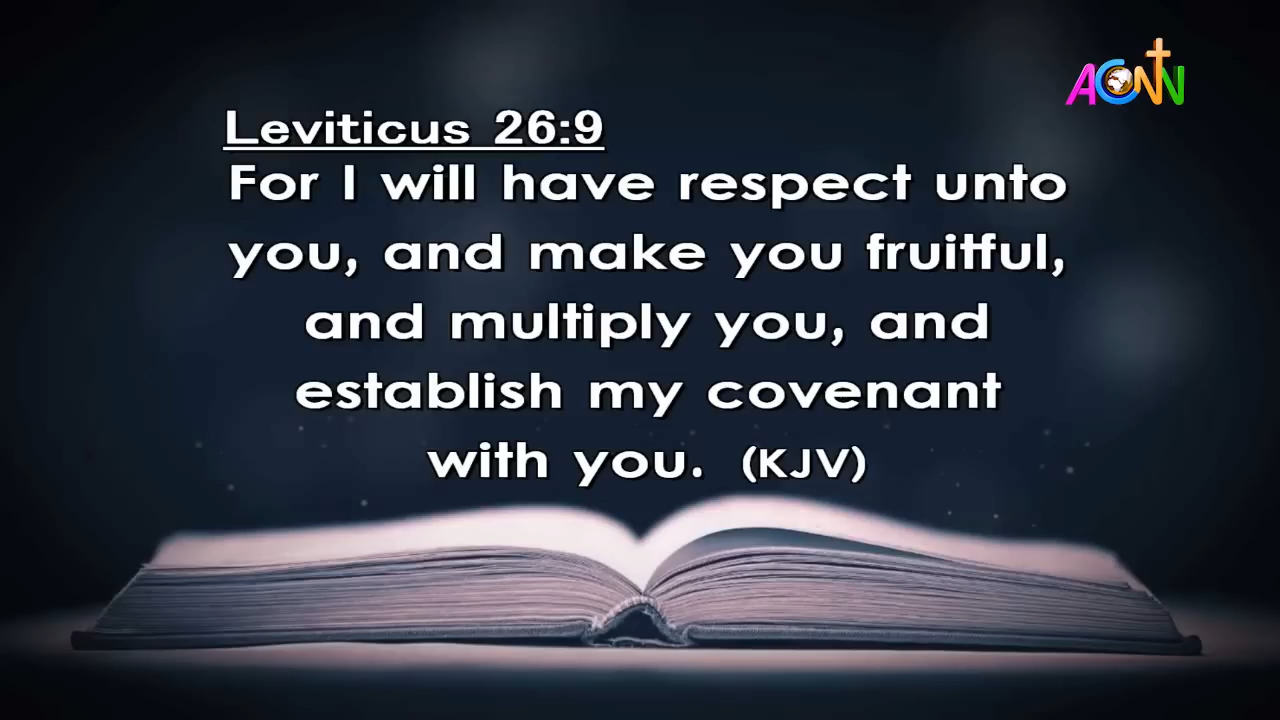 ACNN
Leviticus 26:9
For I will have respect unto
you, and make you fruitful,
and multiply you, and
establish my covenant
with you. (KJV)